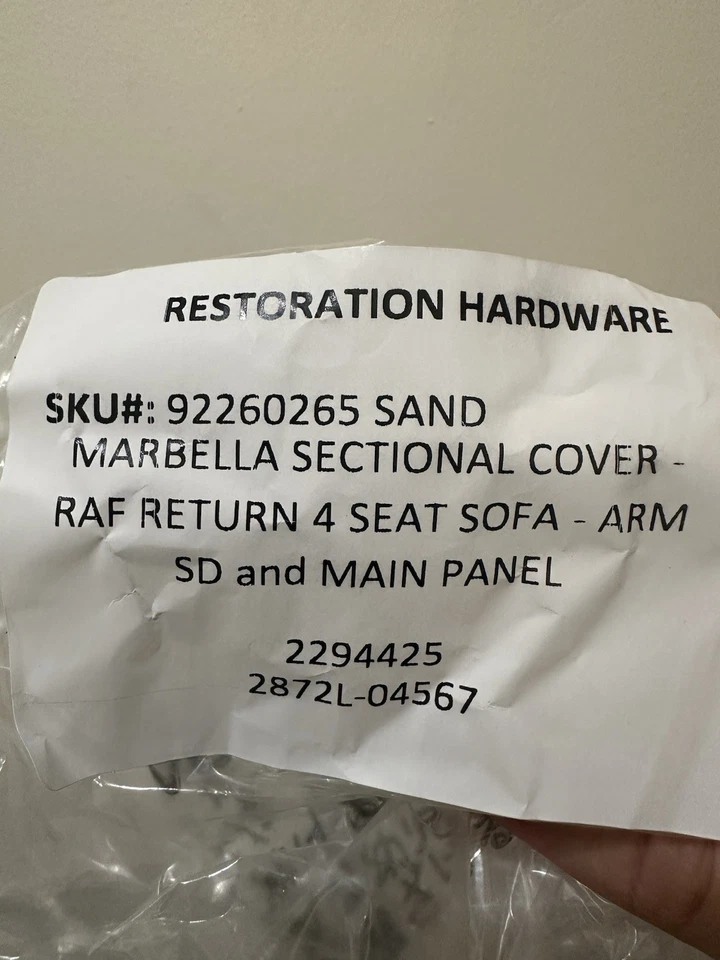 RESTORATION HARDWARE
SKU#: 92260265 SAND
MARBELLA SECTIONAL COVER -
RAF RETURN 4 SEAT SOFA - ARM
SD and MAIN PANEL
2294425
2872L-04567